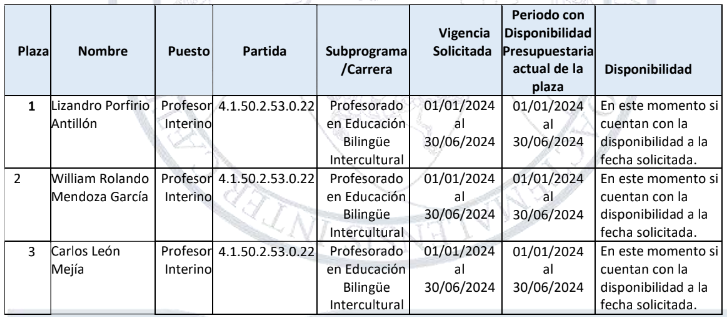 Plaza Nombre Puesto Partida Subprograma /Carrera Vigencia Solicitada Periodo con Disponibilidad Presupuestaria actual de la plaza Disponibilidad
1 Lizandro Porfirio Profesor 4.1.50.2.53.0.22 Profesorado 01/01/2024 01/01/2024 En este momento si
Antillón Interino en Educación al al cuentan con la
Bilingüe 30/06/2024 30/06/2024 disponibilidad a la
Intercultural fecha solicitada.
2 William Rolando Profesor 4.1.50.2.53.0.22 Profesorado 01/01/2024 01/01/2024 En este momento si
Mendoza García Interino en Educación al al cuentan con la
Bilingüe 30/06/2024 30/06/2024 disponibilidad a la
Intercultural fecha solicitada.
3 Carlos León Profesor 4.1.50.2.53.0.22 Profesorado 01/01/2024 01/01/2024 En este momento si
Mejía Interino en Educación al al cuentan con la
Bilingüe 30/06/2024 30/06/2024 disponibilidad a la
Intercultural fecha solicitada.